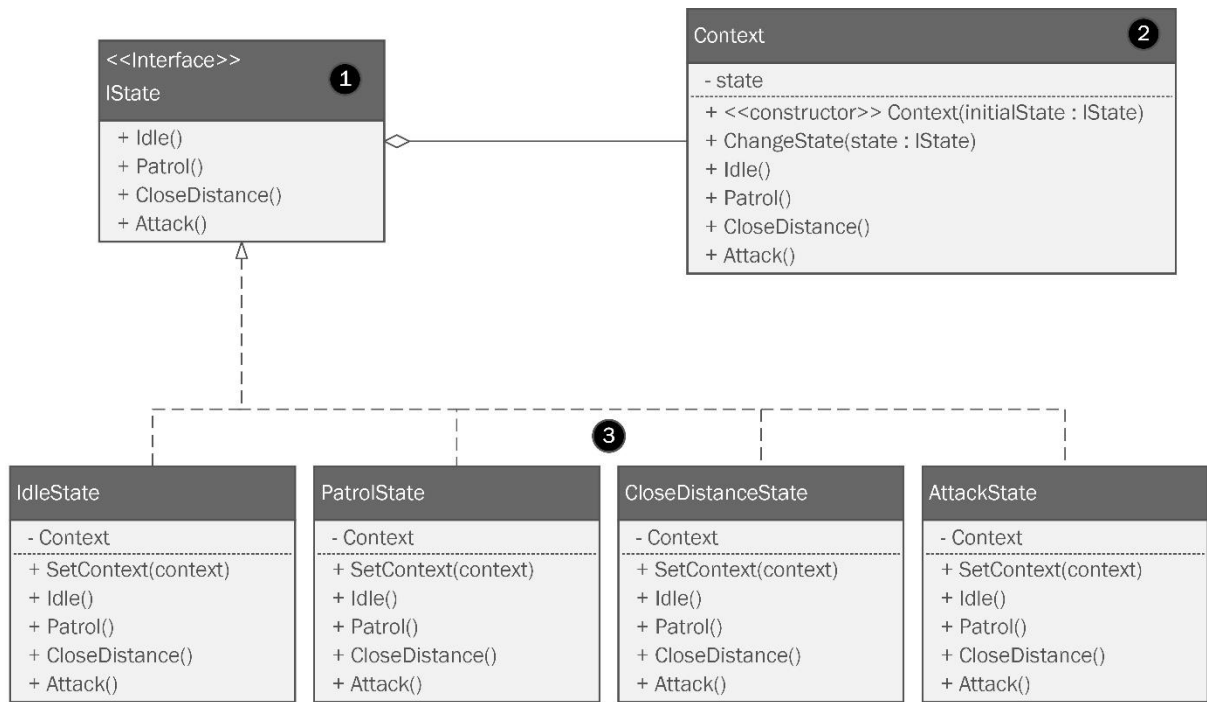 <<Interface>>
IState
1
+ Idle()
+ Patrol()
+ CloseDistance()
+ Attack()
Context
2
- state
+ <<constructor>> Context(initialState : IState)
+ ChangeState(state : IState)
+ Idle()
+ Patrol()
+ CloseDistance()
+ Attack()
3
IdleState
- Context
+ SetContext(context)
+ Idle()
+ Patrol()
+ CloseDistance()
+ Attack()
PatrolState
- Context
+ SetContext(context)
+ Idle()
+ Patrol()
+ CloseDistance()
+ Attack()
CloseDistanceState
- Context
+ SetContext(context)
+ Idle()
+ Patrol()
+ CloseDistance()
+ Attack()
AttackState
- Context
+ SetContext(context)
+ Idle()
+ Patrol()
+ CloseDistance()
+ Attack()